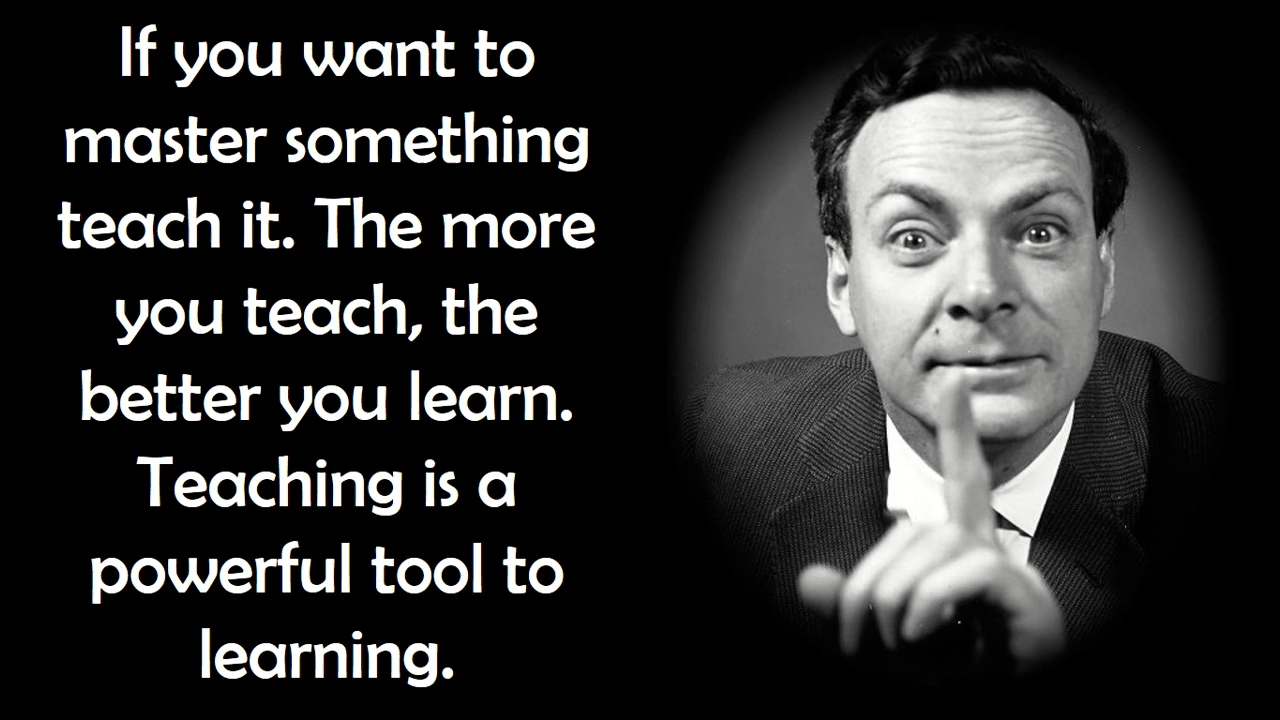 If you want to
master something
teach it. The more
you teach, the
better you learn.
Teaching is a
powerful tool to
learning.